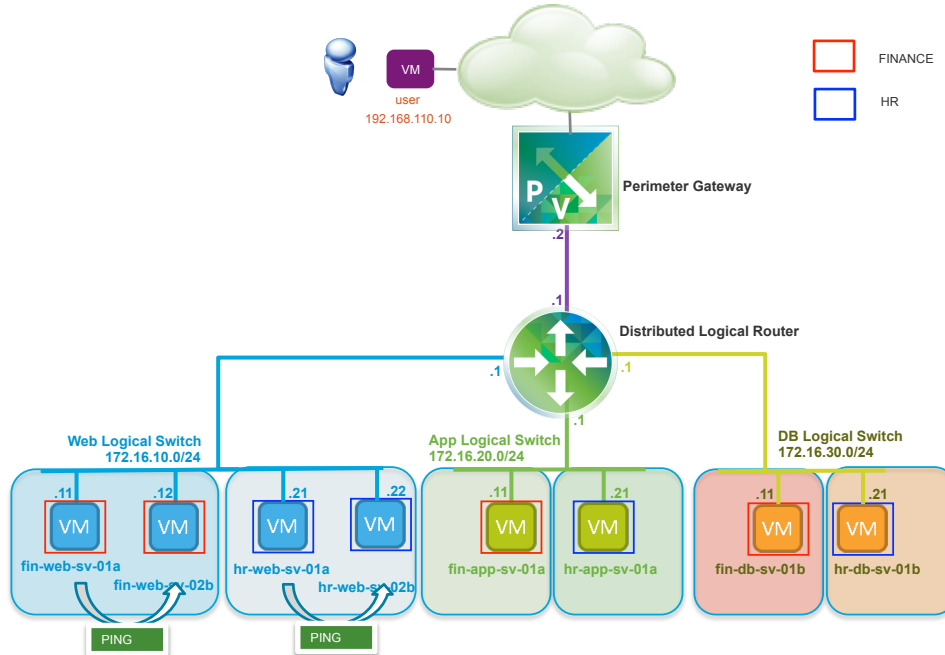 VM
user
192.168.110.10
FINANCE
HR
P
V
Perimeter Gateway
.2
.1
Distributed Logical Router
.1
.1
.1
Web Logical Switch
172.16.10.0/24
App Logical Switch
172.16.20.0/24
DB Logical Switch
172.16.30.0/24
.11
.12
.21
.22
.11
.21
.11
.21
VM
VM
VM
VM
VM
VM
VM
VM
fin-web-sv-01a
fin-web-sv-02b
hr-web-sv-01a
hr-web-sv-02b
fin-app-sv-01a
hr-app-sv-01a
fin-db-sv-01b
hr-db-sv-01b
PING
PING